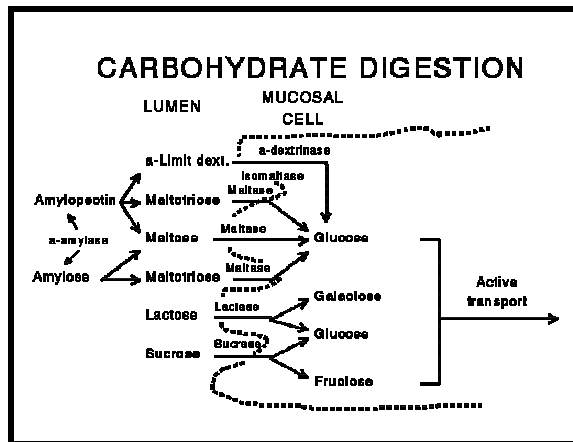 CARBOHYDRATE DIGESTION
LUMEN
MUCOSAL
CELL
a-Limit dext.
a-dextrinase
Isomaltase
Amylopectin
Maltotriose
Maltase
a-amylase
Maltose
Maltase
Glucose
Amylose
Maltotriose
Maltase
Active
transport
Galactose
Lactose
Lactase
Glucose
Sucrose
Sucrase
Fructose